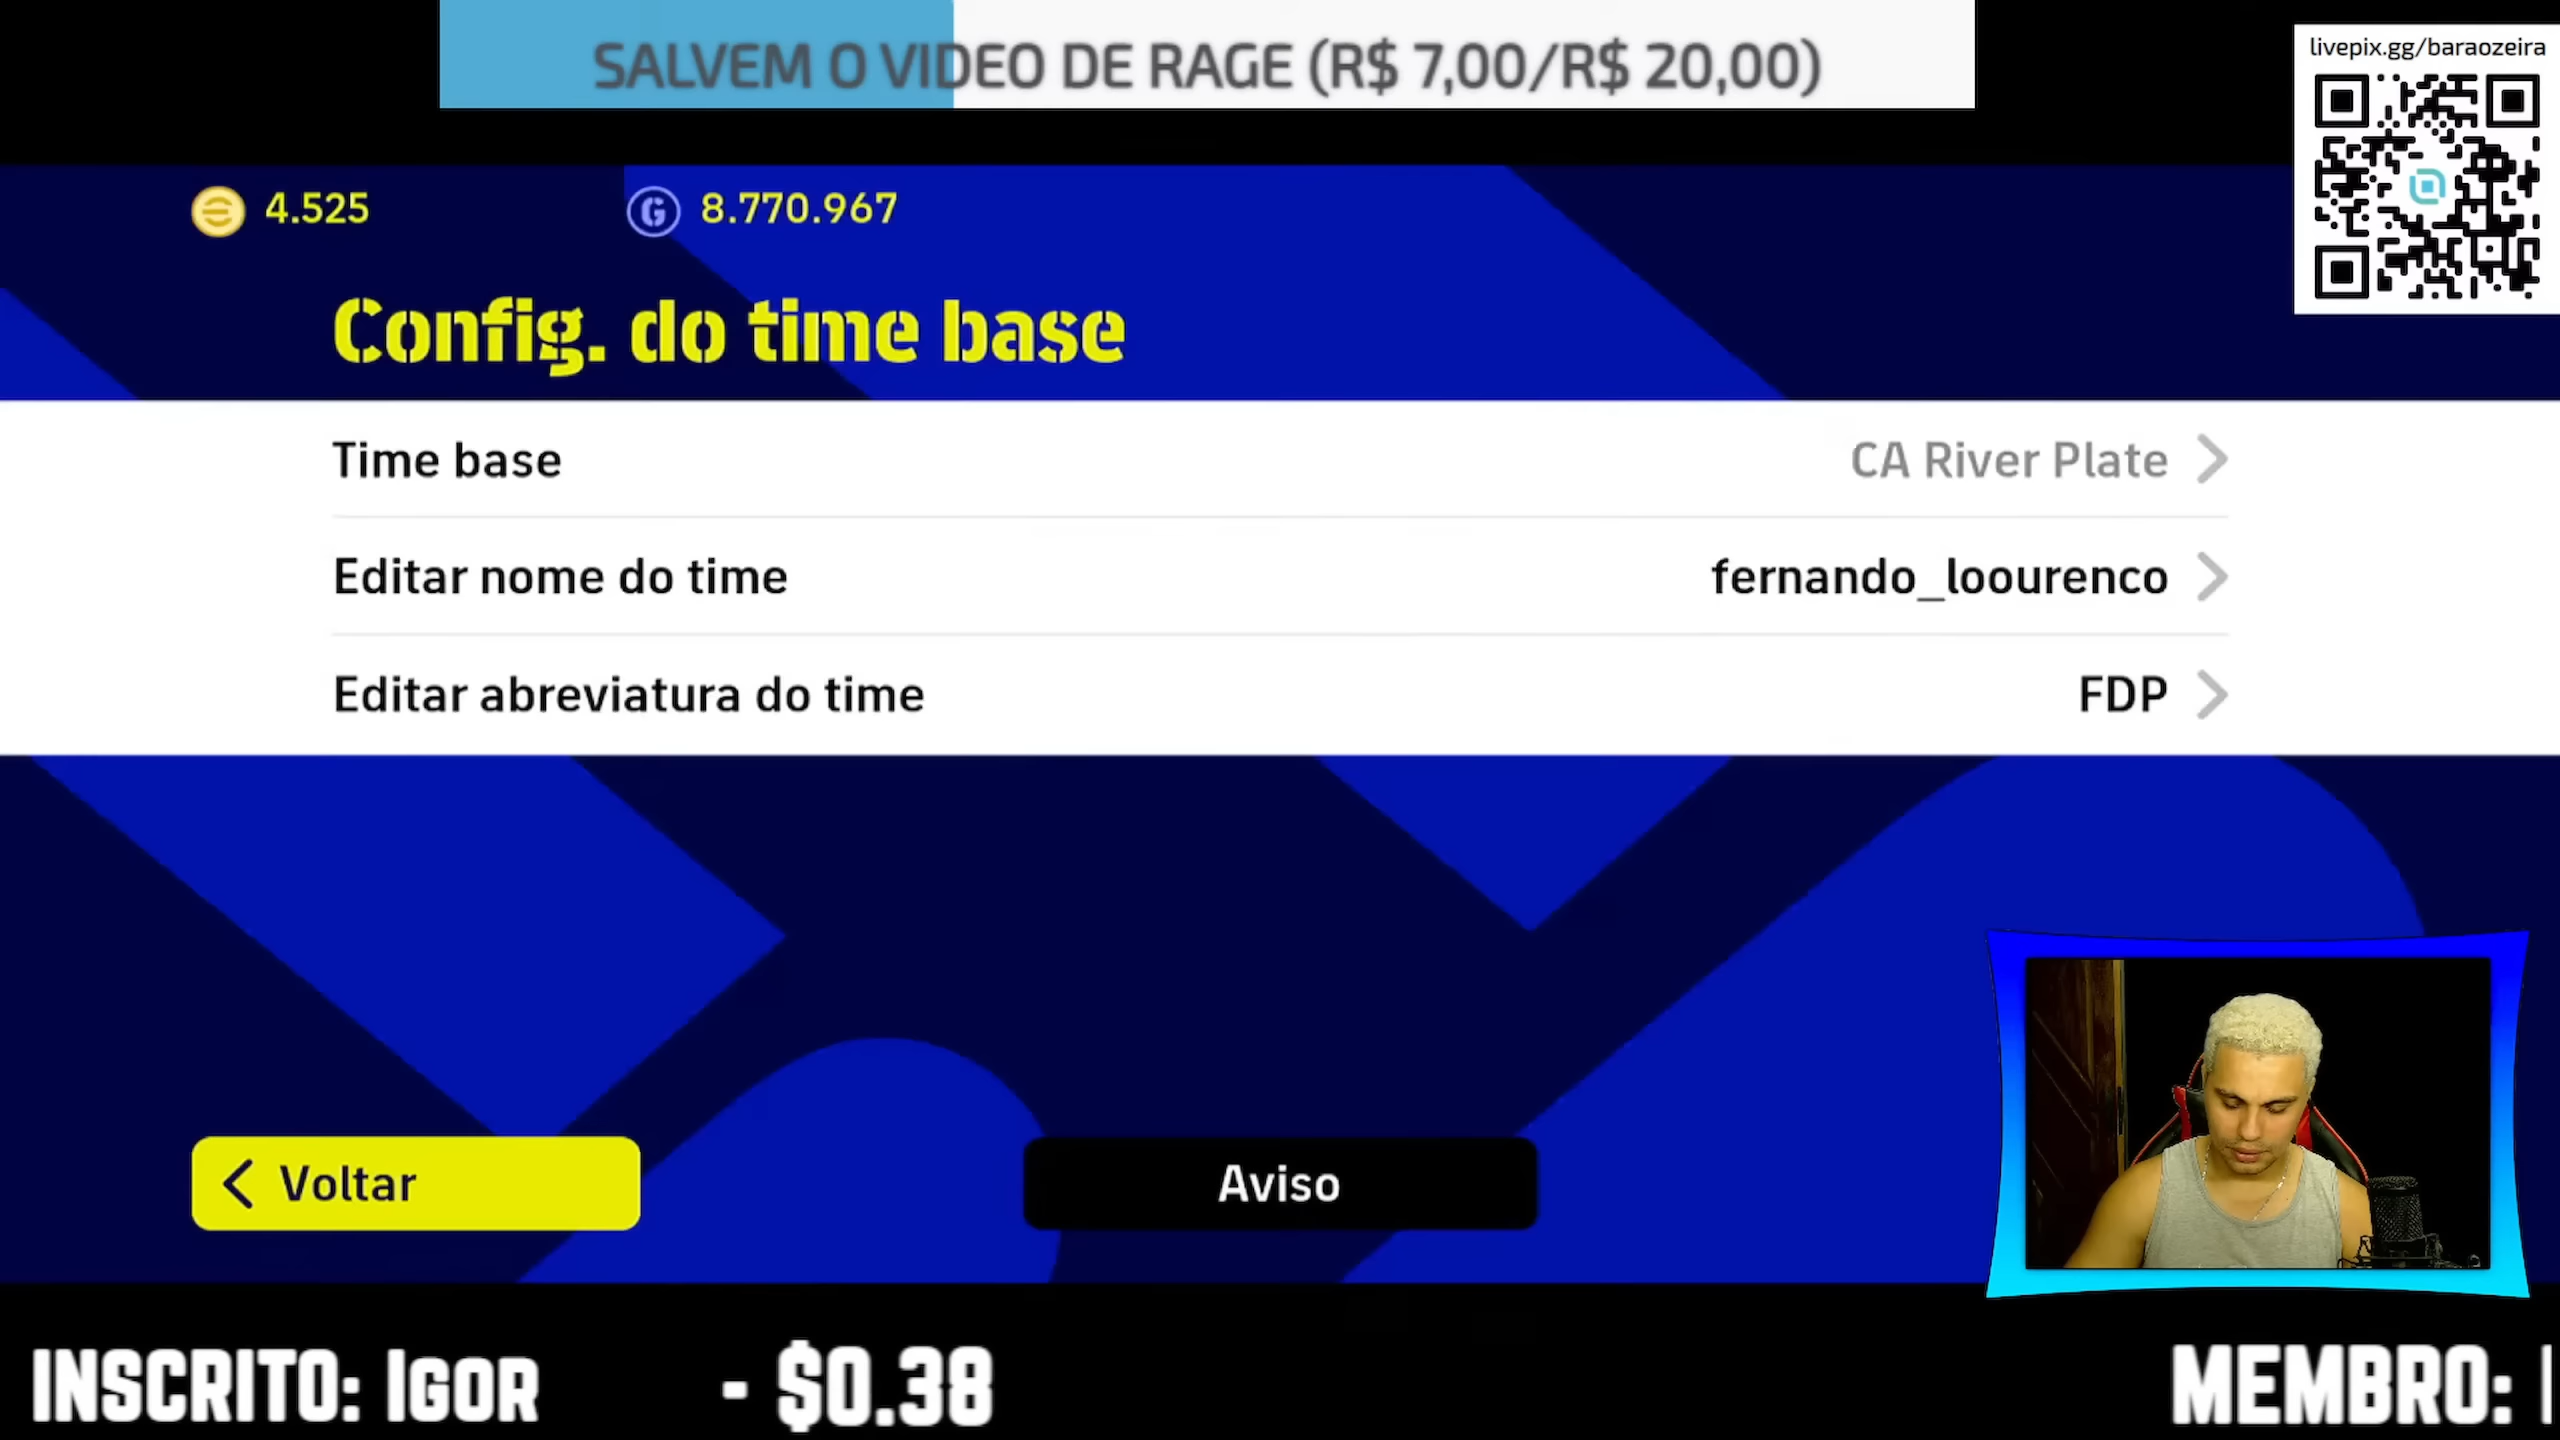 SALVEM O VIDEO DE RAGE (R$ 7,00/R$ 20,00)
livepix.gg/baraozeira
4.525
8.770.967
Config. do time base
Time base
CA River Plate
Editar nome do time
fernando_loourenco
Editar abreviatura do time
FDP
Voltar
Aviso
INSCRITO: IGOR - $0.38 MEMBRO: